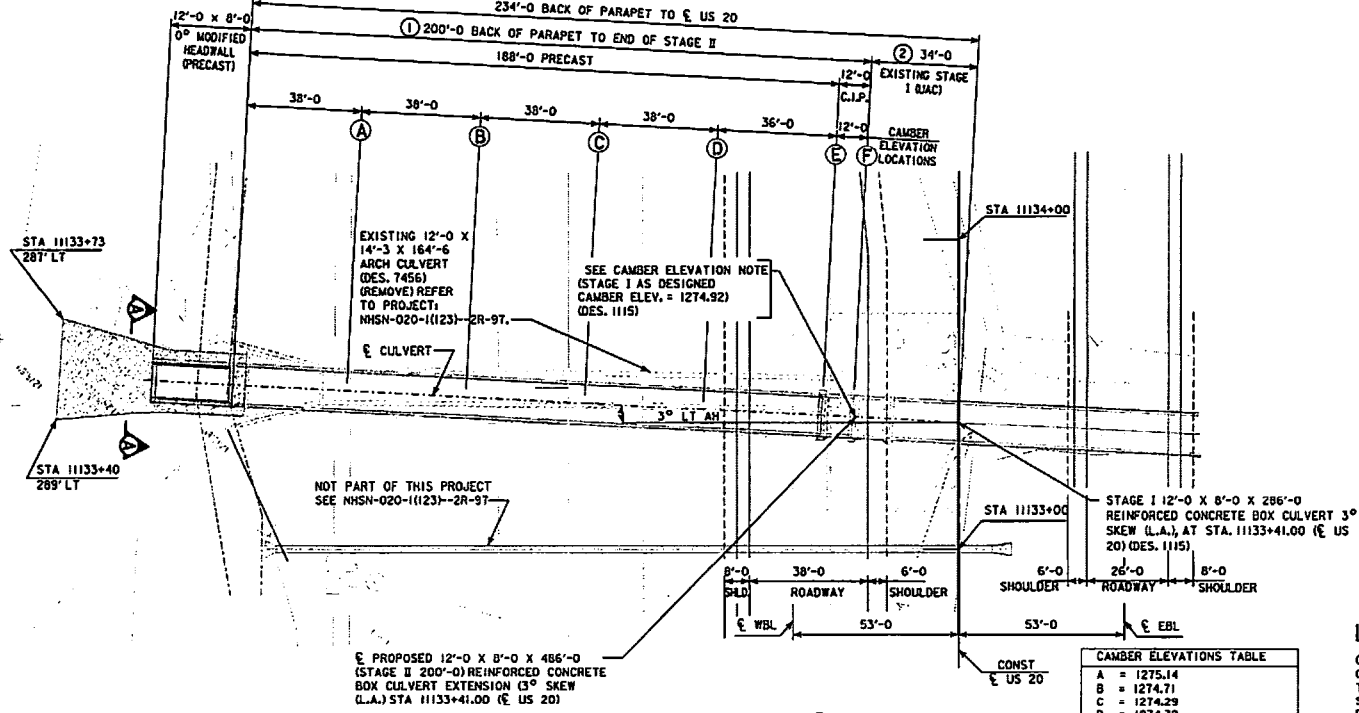 234'-0 BACK OF PARAPET TO ℄ US 20
12'-0 x 8'-0
0° MODIFIED
HEADWALL
(PRECAST)
① 200'-0 BACK OF PARAPET TO END OF STAGE II
② 34'-0
EXISTING STAGE
I (UAC)
188'-0 PRECAST
12'-0
C.I.P.
38'-0
38'-0
38'-0
38'-0
36'-0
12'-0
CAMBER
ELEVATION
LOCATIONS
A
B
C
D
E
F
STA 11134+00
STA 11133+73
287' LT
EXISTING 12'-0 X
14'-3 X 164'-6
ARCH CULVERT
(DES. 7456)
(REMOVE) REFER
TO PROJECT:
NHSN-020-1(123)--2R-97.
SEE CAMBER ELEVATION NOTE
(STAGE I AS DESIGNED
CAMBER ELEV. = 1274.92)
(DES. 1115)
A
℄ CULVERT
3° LT AH
A
STA 11133+40
289' LT
NOT PART OF THIS PROJECT
SEE NHSN-020-1(123)--2R-97
STA 11133+00
STAGE I 12'-0 X 8'-0 X 286'-0
REINFORCED CONCRETE BOX CULVERT 3°
SKEW (L.A.), AT STA. 11133+41.00 (℄ US
20) (DES. 1115)
8'-0
SHLD.
38'-0
ROADWAY
6'-0
SHOULDER
6'-0
SHOULDER
26'-0
ROADWAY
8'-0
SHOULDER
℄ WBL
53'-0
53'-0
℄ EBL
CONST
℄ US 20
℄ PROPOSED 12'-0 X 8'-0 X 486'-0
(STAGE II 200'-0) REINFORCED CONCRETE
BOX CULVERT EXTENSION (3° SKEW
(L.A.) STA 11133+41.00 (℄ US 20)
CAMBER ELEVATIONS TABLE
A = 1275.14
B = 1274.71
C = 1274.29